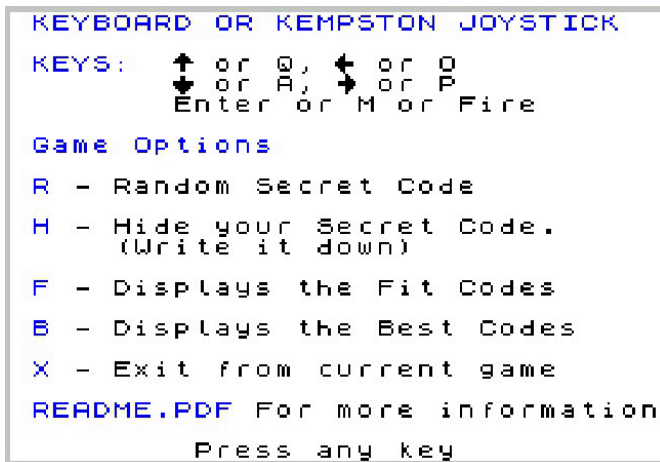 KEYBOARD OR KEMPSTON JOYSTICK
KEYS: ↑ or Q, ← or O
↓ or A, → or P
Enter or M or Fire
Game Options
R - Random Secret Code
H - Hide your Secret Code.
(Write it down)
F - Displays the Fit Codes
B - Displays the Best Codes
X - Exit from current game
README.PDF For more information
Press any key